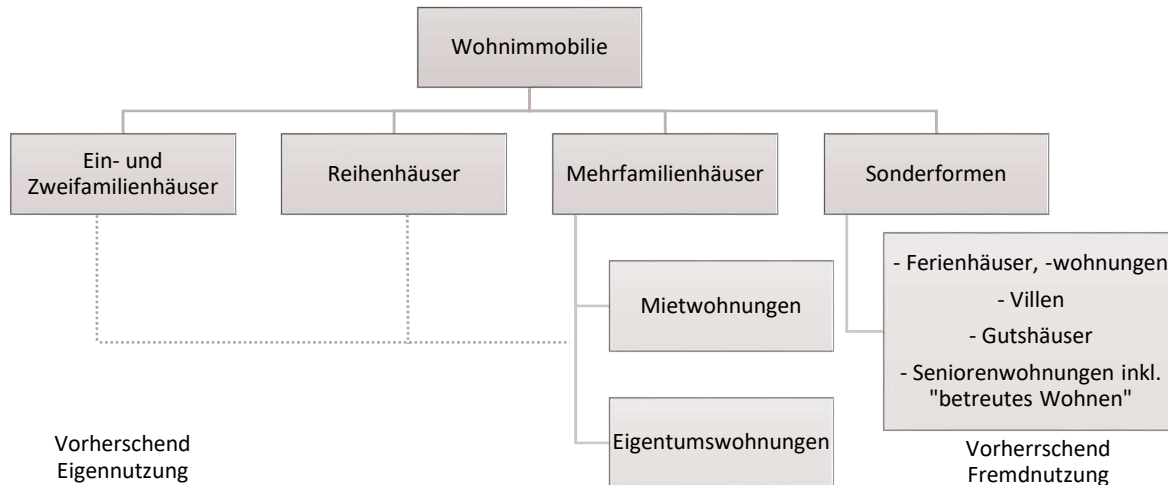 Wohnimmobilie
Ein- und
Zweifamilienhäuser
Reihenhäuser
Mehrfamilienhäuser
Sonderformen
Mietwohnungen
Eigentumswohnungen
- Ferienhäuser, -wohnungen
- Villen
- Gutshäuser
- Seniorenwohnungen inkl.
"betreutes Wohnen"
Vorherschend
Eigennutzung
Vorherrschend
Fremdnutzung